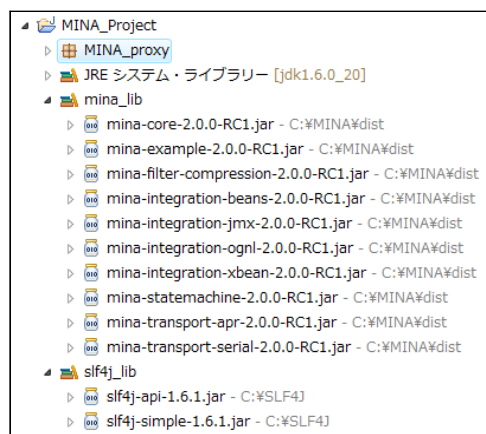 MINA_Project
MINA_proxy
JRE システム・ライブラリー [jdk1.6.0_20]
mina_lib
mina-core-2.0.0-RC1.jar - C:¥MINA¥dist
mina-example-2.0.0-RC1.jar - C:¥MINA¥dist
mina-filter-compression-2.0.0-RC1.jar - C:¥MINA¥dist
mina-integration-beans-2.0.0-RC1.jar - C:¥MINA¥dist
mina-integration-jmx-2.0.0-RC1.jar - C:¥MINA¥dist
mina-integration-ognl-2.0.0-RC1.jar - C:¥MINA¥dist
mina-integration-xbean-2.0.0-RC1.jar - C:¥MINA¥dist
mina-statemachine-2.0.0-RC1.jar - C:¥MINA¥dist
mina-transport-apr-2.0.0-RC1.jar - C:¥MINA¥dist
mina-transport-serial-2.0.0-RC1.jar - C:¥MINA¥dist
slf4j_lib
slf4j-api-1.6.1.jar - C:¥SLF4J
slf4j-simple-1.6.1.jar - C:¥SLF4J